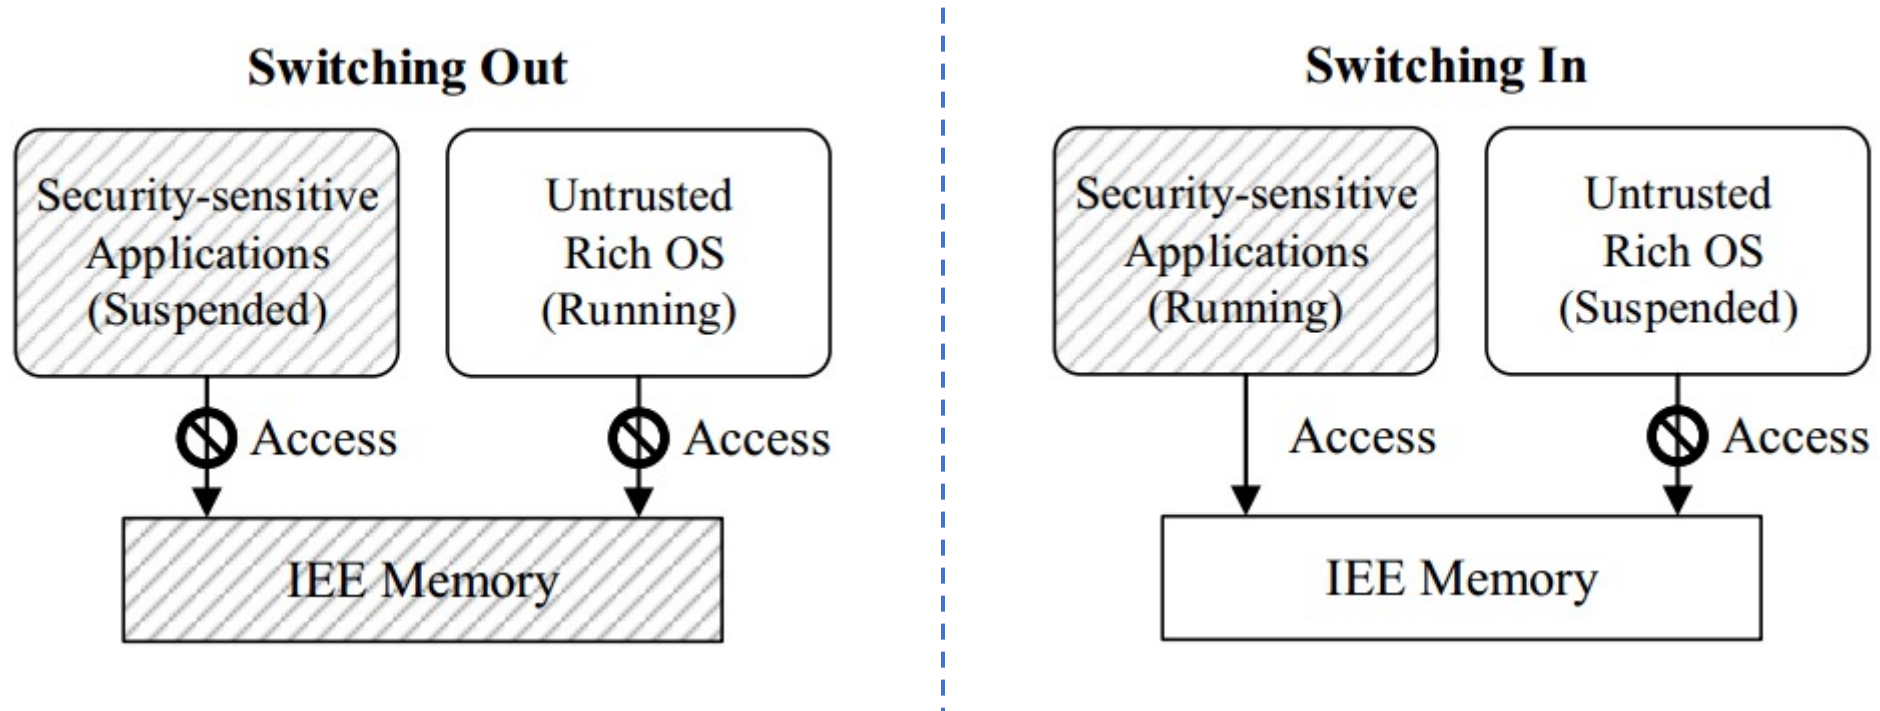 Switching Out
Security-sensitive
Applications
(Suspended)
Untrusted
Rich OS
(Running)
Access
Access
IEE Memory
Switching In
Security-sensitive
Applications
(Running)
Untrusted
Rich OS
(Suspended)
Access
Access
IEE Memory